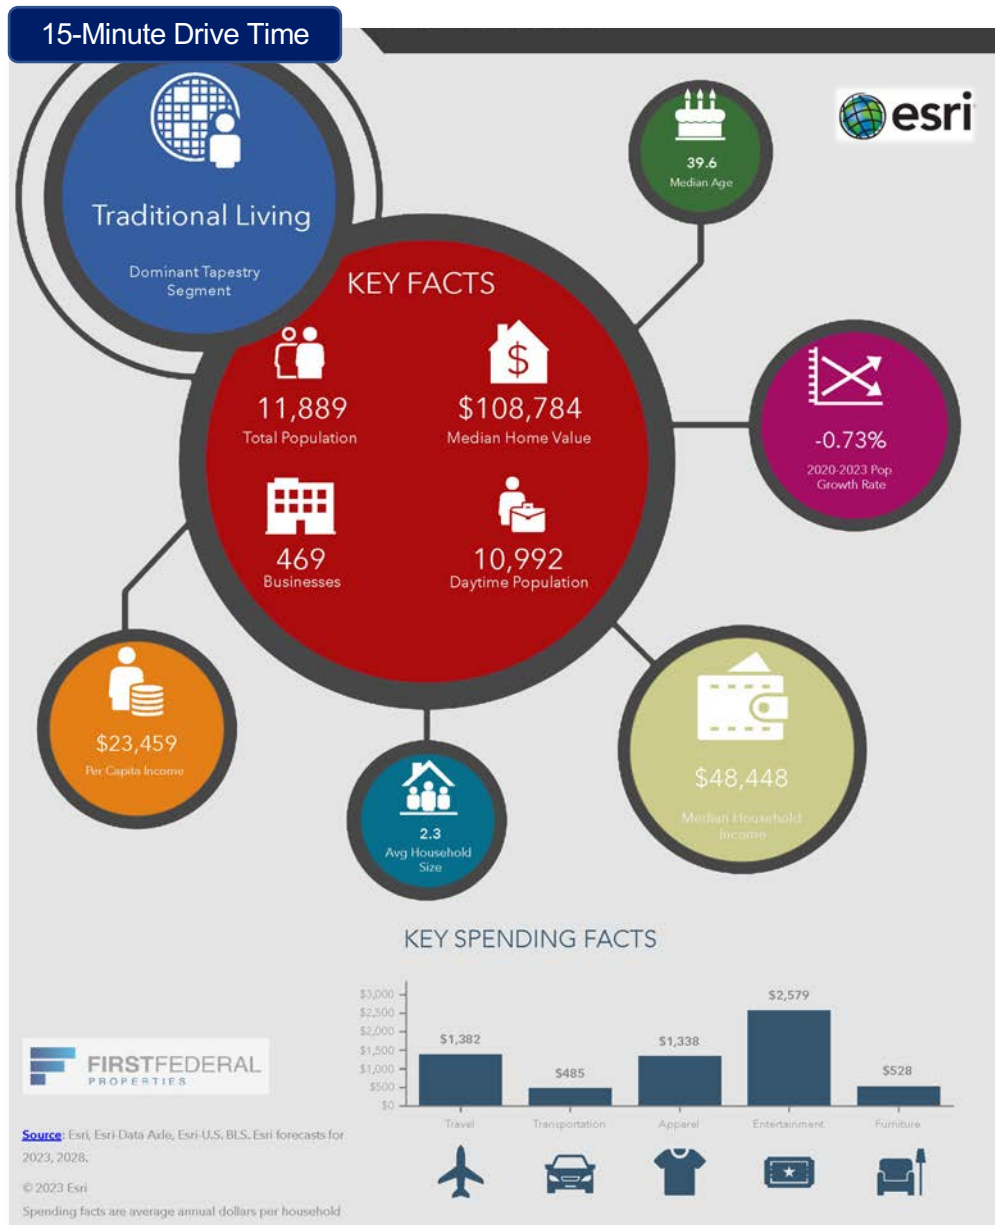 15-Minute Drive Time
esri
39.6
Median Age
Traditional Living
Dominant Tapestry
Segment
KEY FACTS
11,889
Total Population
$108,784
Median Home Value
469
Businesses
10,992
Daytime Population
-0.73%
2020-2023 Pop
Growth Rate
$23,459
Per Capita Income
2.3
Avg Household
Size
$48,448
Median Household
Income
KEY SPENDING FACTS
$3,000
$2,500
$2,000
$1,500
$1,000
$500
$0
$1,382
$485
$1,338
$2,579
$528
Travel
Transportation
Apparel
Entertainment
Furniture
FIRSTFEDERAL
PROPERTIES
Source: Esri, Esri-Data Axle, Esri-U.S. BLS. Esri forecasts for
2023, 2028.
© 2023 Esri
Spending facts are average annual dollars per household